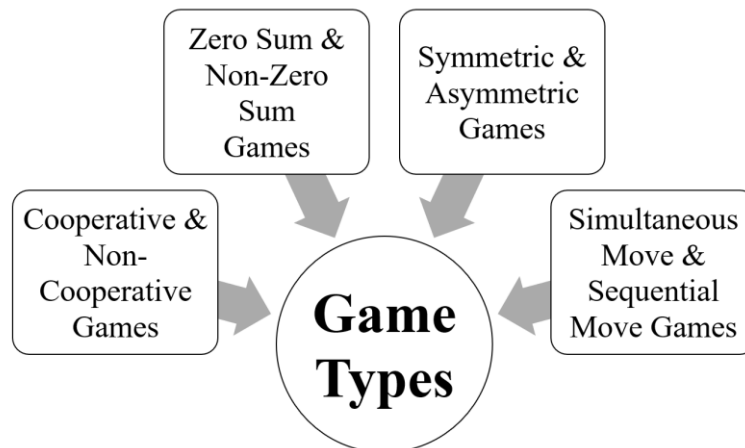 Zero Sum &
Non-Zero
Sum
Games
Symmetric &
Asymmetric
Games
Cooperative &
Non-
Cooperative
Games
Simultaneous
Move &
Sequential
Move Games
Game
Types